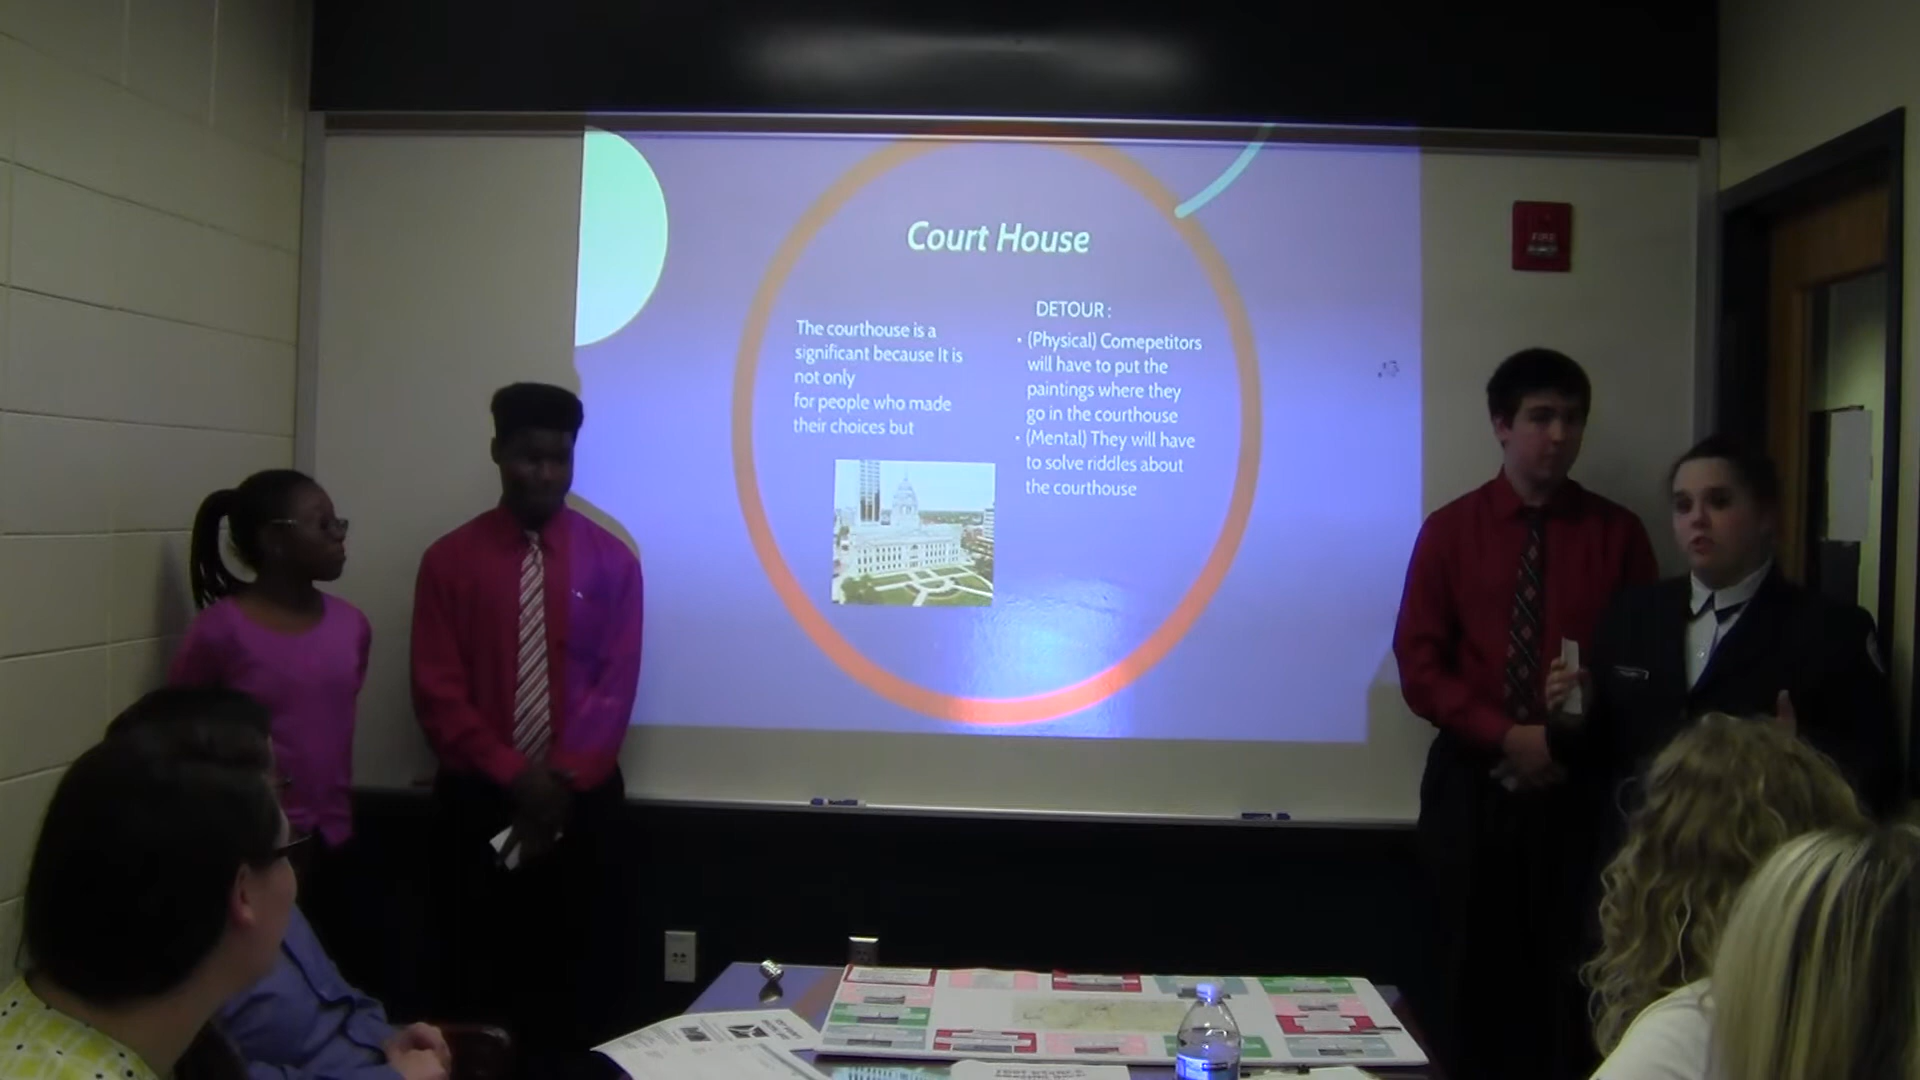 Court House
The courthouse is a
significant because It is
not only
for people who made
their choices but
DETOUR :
• (Physical) Comepetitors
will have to put the
paintings where they
go in the courthouse
• (Mental) They will have
to solve riddles about
the courthouse
FIRE